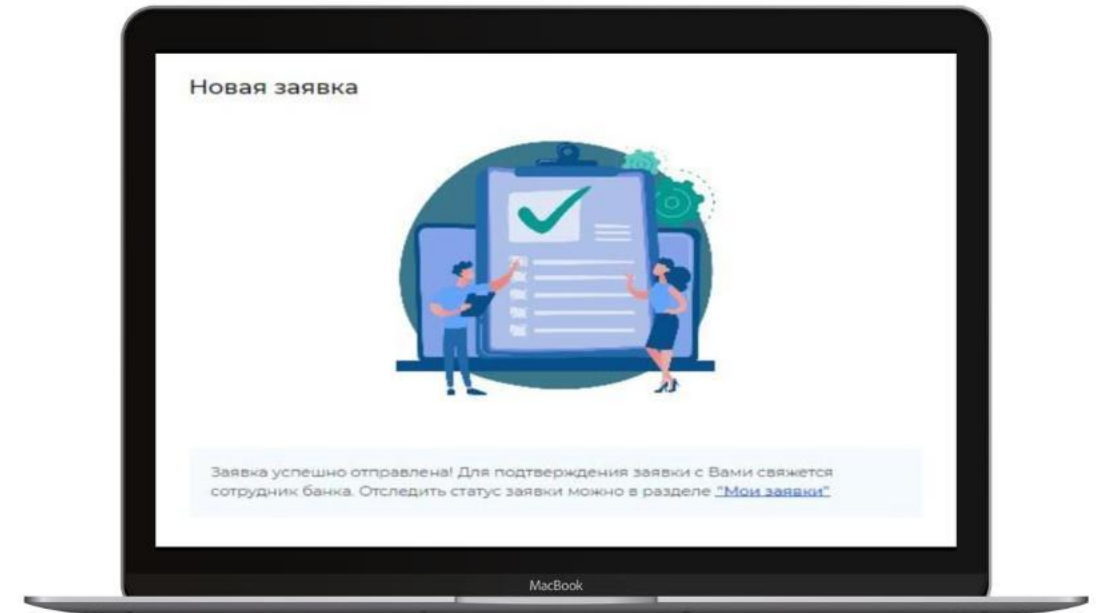 Новая заявка
Заявка успешно отправлена! Для подтверждения заявки с Вами свяжется
сотрудник банка. Отследить статус заявки можно в разделе "Мои заявки"
MacBook